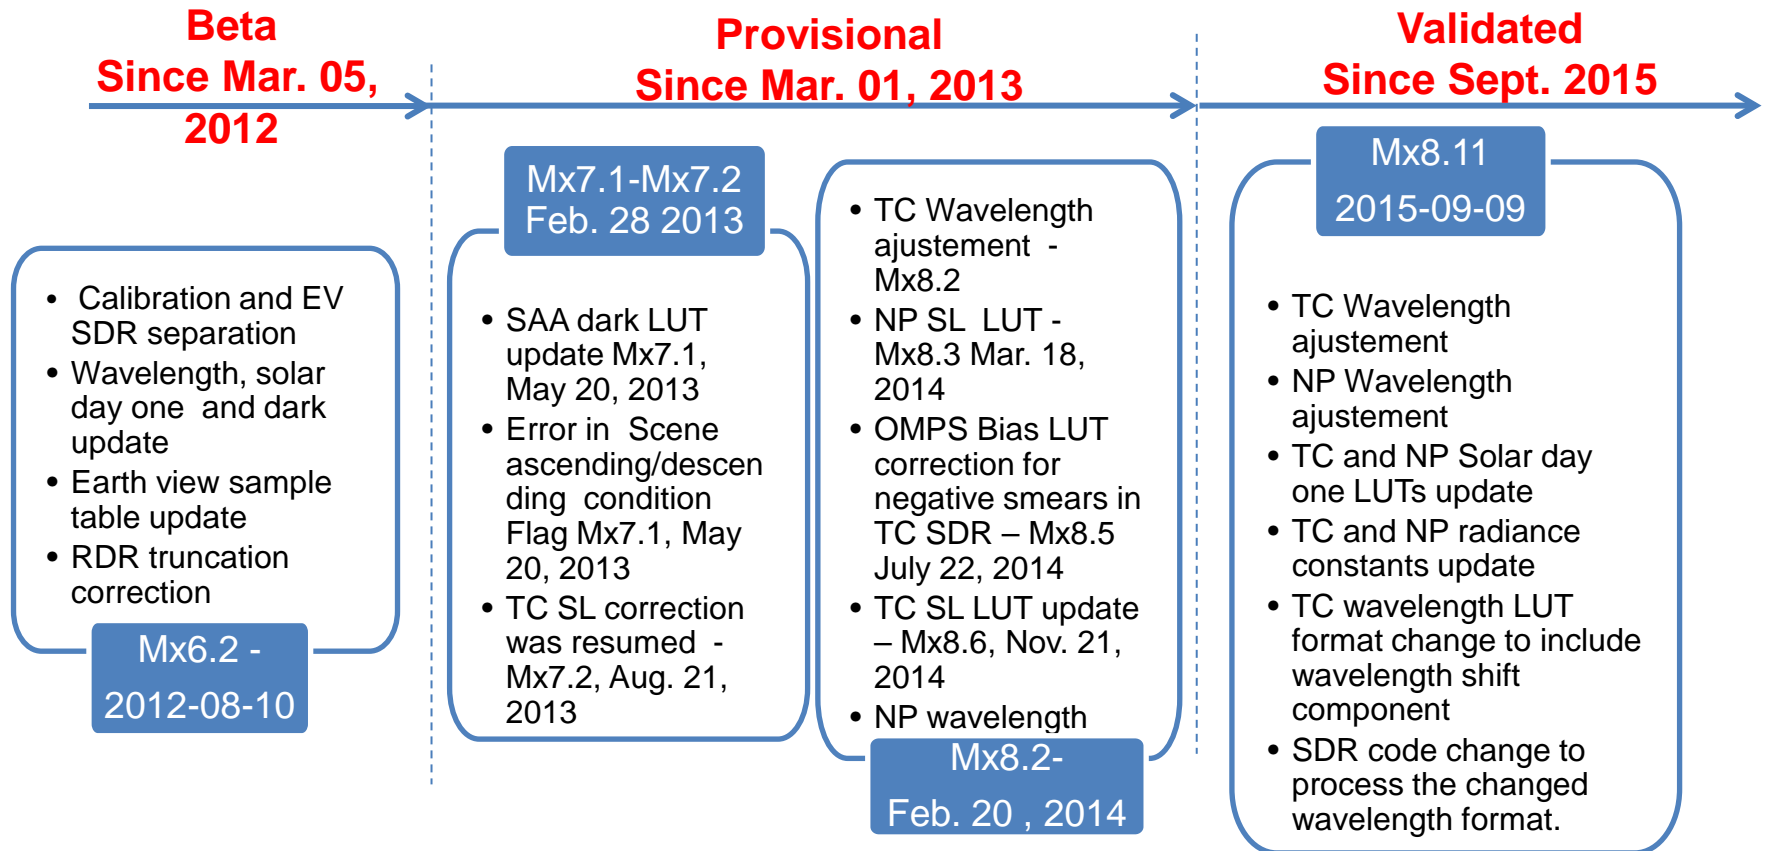 Beta
Since Mar. 05,
2012
Provisional
Since Mar. 01, 2013
Validated
Since Sept. 2015
• Calibration and EV
SDR separation
• Wavelength, solar
day one and dark
update
• Earth view sample
table update
• RDR truncation
correction
Mx6.2 -
2012-08-10
Mx7.1-Mx7.2
Feb. 28 2013
• SAA dark LUT
update Mx7.1,
May 20, 2013
• Error in Scene
ascending/descen
ding condition
Flag Mx7.1, May
20, 2013
• TC SL correction
was resumed -
Mx7.2, Aug. 21,
2013
• TC Wavelength
ajustement -
Mx8.2
• NP SL LUT -
Mx8.3 Mar. 18,
2014
• OMPS Bias LUT
correction for
negative smears in
TC SDR – Mx8.5
July 22, 2014
• TC SL LUT update
– Mx8.6, Nov. 21,
2014
• NP wavelength
Mx8.2-
Feb. 20 , 2014
Mx8.11
2015-09-09
• TC Wavelength
ajustement
• NP Wavelength
ajustement
• TC and NP Solar day
one LUTs update
• TC and NP radiance
constants update
• TC wavelength LUT
format change to include
wavelength shift
component
• SDR code change to
process the changed
wavelength format.